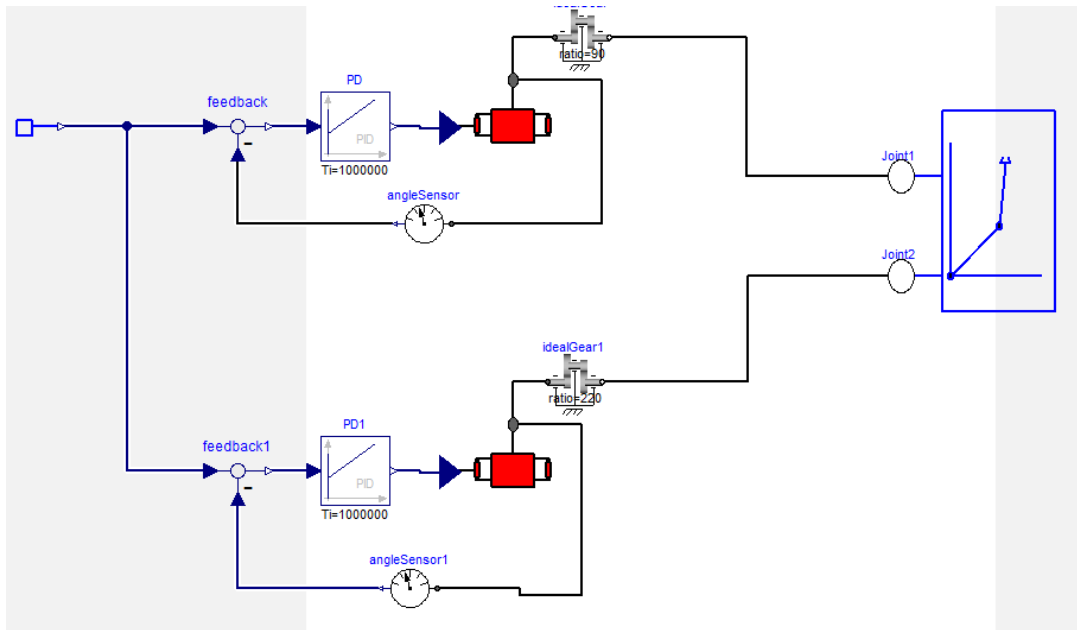 ratio=90
PD
feedback
PID
Ti=1000000
angleSensor
Joint1
Joint2
idealGear1
ratio=220
PD1
feedback1
PID
Ti=1000000
angleSensor1